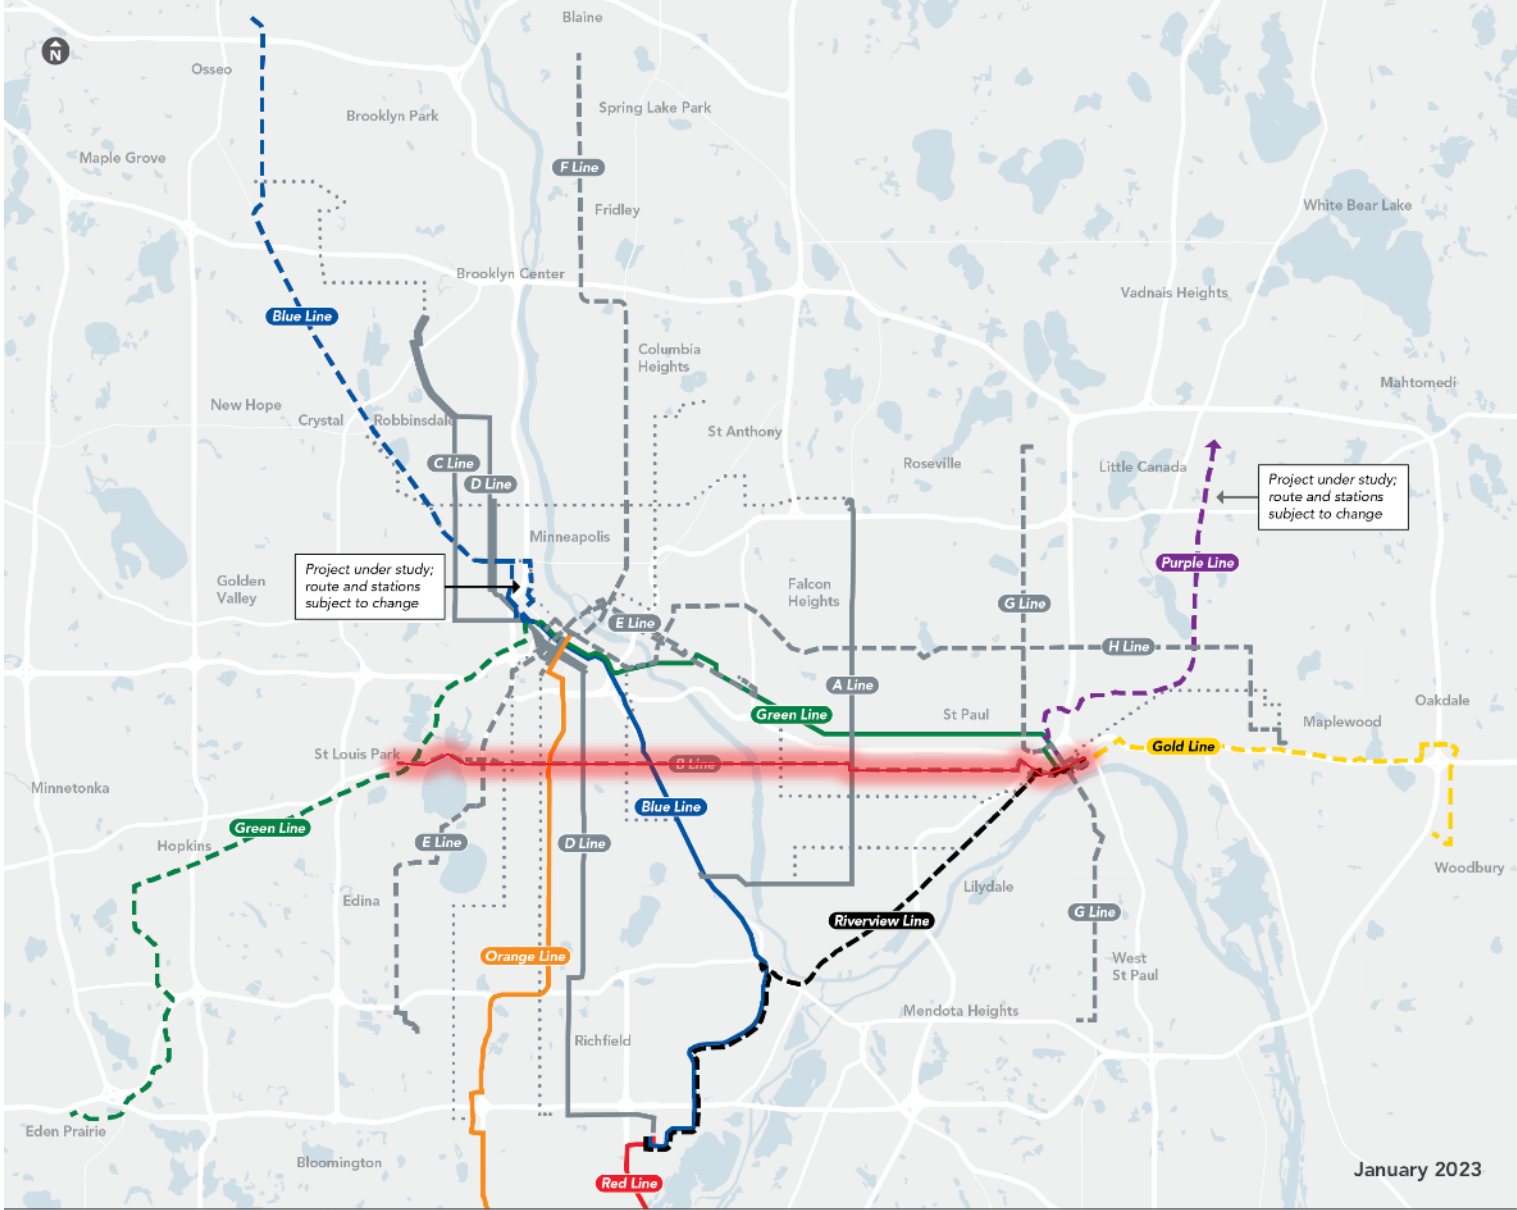 Blaine
N
Osseo
Spring Lake Park
Brooklyn Park
Maple Grove
F Line
White Bear Lake
Fridley
Brooklyn Center
Vadnais Heights
Blue Line
Columbia
Heights
Mahtomedi
New Hope
Crystal
Robbinsdale
St Anthony
C Line
Roseville
Little Canada
D Line
Project under study;
route and stations
subject to change
Minneapolis
Purple Line
Project under study;
route and stations
subject to change
Golden
Valley
Falcon
Heights
G Line
E Line
H Line
A Line
Oakdale
Green Line
St Paul
Maplewood
St Louis Park
Gold Line
B Line
Minnetonka
Blue Line
Green Line
Hopkins
E Line
D Line
Woodbury
Lilydale
Edina
Riverview Line
G Line
Orange Line
West
St Paul
Mendota Heights
Richfield
Eden Prairie
Bloomington
January 2023
Red Line